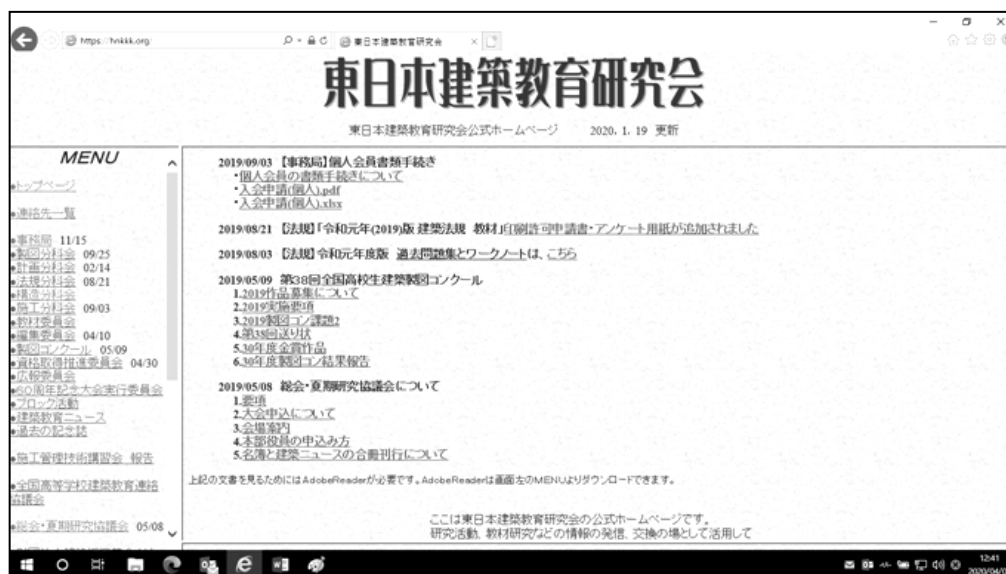 https://hnkkk.org
東日本建築教育研究会
東日本建築教育研究会
東日本建築教育研究会公式ホームページ 2020. 1. 19 更新
MENU
●トップページ
●連絡先一覧
●事務局 11/15
●製図分科会 09/25
●計画分科会 02/14
●法規分科会 08/21
●構造分科会
●施工分科会 09/03
●教材委員会
●編集委員会 04/10
●製図コンクール 05/09
●資格取得推進委員会 04/30
●広報委員会
●60周年記念大会実行委員会
●ブロック活動
●建築教育ニュース
●過去の記念誌
●施工管理技術講習会 報告
●全国高等学校建築教育連絡
協議会
●総会・夏期研究協議会 05/08
2019/09/03 【事務局】個人会員書類手続き
・個人会員の書類手続きについて
・入会申請(個人).pdf
・入会申請(個人).xlsx
2019/08/21 【法規】「令和元年(2019)版 建築法規 教材」印刷許可申請書・アンケート用紙が追加されました
2019/08/03 【法規】令和元年度版 過去問題集とワークノートは、こちら
2019/05/09 第38回全国高校生建築製図コンクール
1.2019作品募集について
2.2019実施要項
3.2019製図コン課題2
4.第38回送り状
5.30年度金賞作品
6.30年度製図コン結果報告
2019/05/08 総会・夏期研究協議会について
1.要項
2.大会申込について
3.会場案内
4.本部役員の申込み方
5.名簿と建築ニュースの合冊刊行について
上記の文書を見るためにはAdobeReaderが必要です。AdobeReaderは画面左のMENUよりダウンロードできます。
ここは東日本建築教育研究会の公式ホームページです。
研究活動、教材研究などの情報の発信、交換の場として活用して
12:41